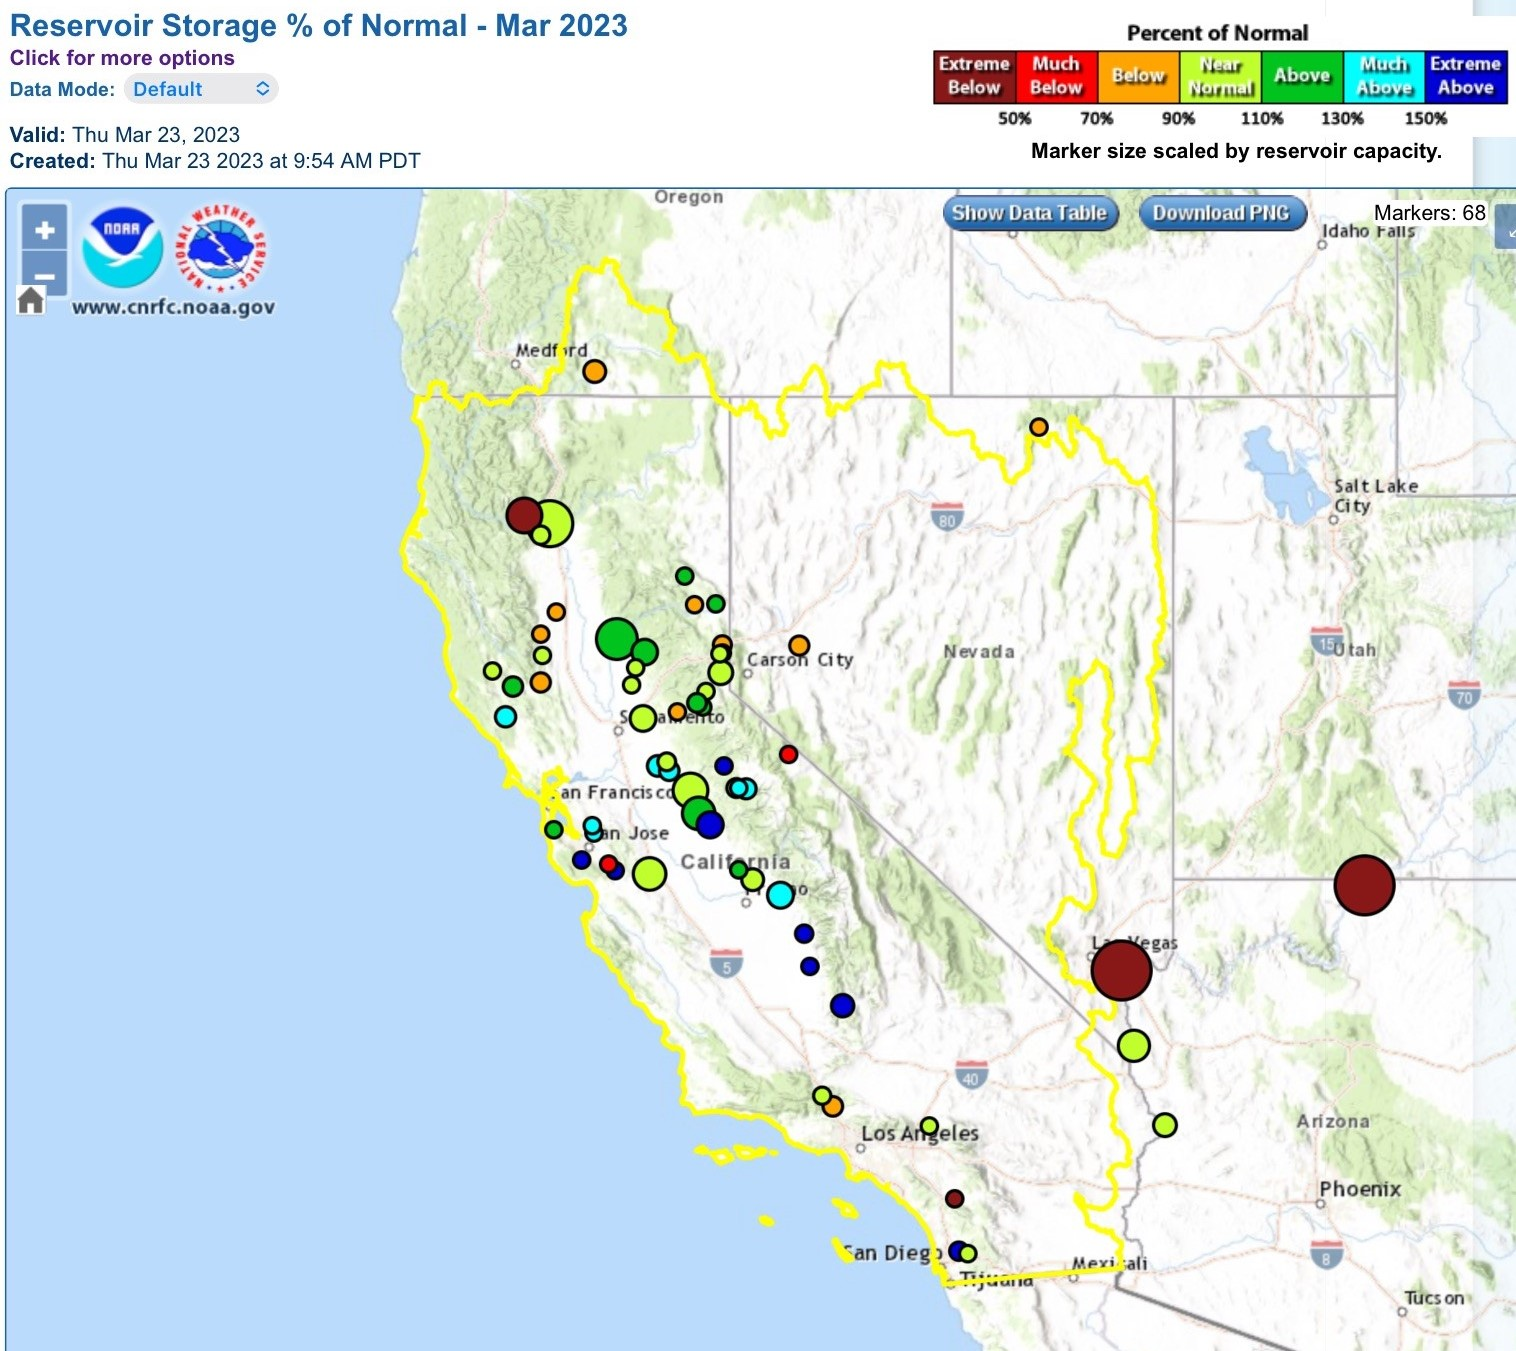 Reservoir Storage % of Normal - Mar 2023
Click for more options
Data Mode: Default
Valid: Thu Mar 23, 2023
Created: Thu Mar 23 2023 at 9:54 AM PDT
Percent of Normal
Extreme Below
Much Below
Below
Near Normal
Above
Much Above
Extreme Above
50% 70% 90% 110% 130% 150%
Marker size scaled by reservoir capacity.
+
−
NOAA
NATIONAL WEATHER SERVICE
www.cnrfc.noaa.gov
Show Data Table
Download PNG
Markers: 68
Oregon
Idaho Falls
Medford
Salt Lake
City
80
Nevada
Carson City
15
Utah
70
Sacramento
San Francisco
San Jose
California
5
Las Vegas
40
Los Angeles
Arizona
Phoenix
San Diego
Tijuana
Mexicali
8
Tucson